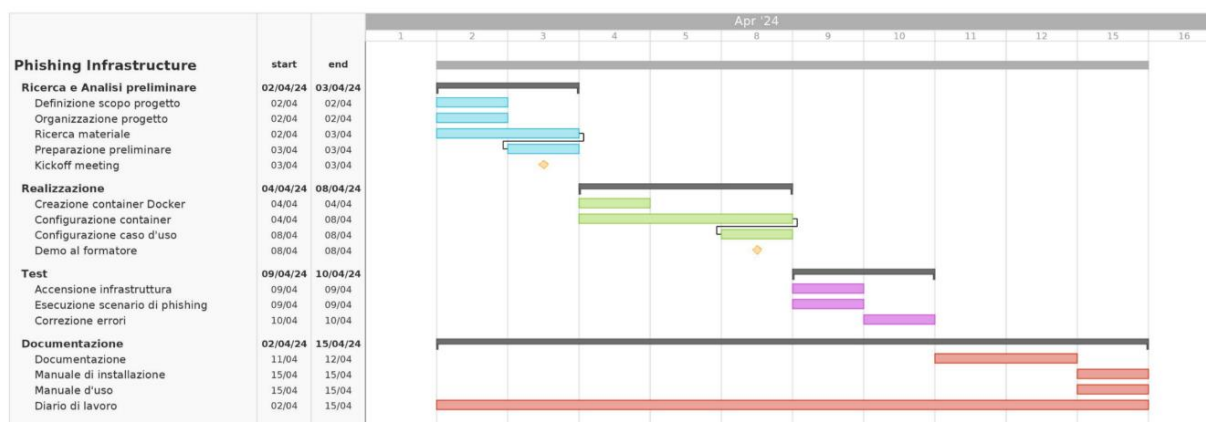 Apr '24
1 2 3 4 5 8 9 10 11 12 15 16
Phishing Infrastructure start end
Ricerca e Analisi preliminare 02/04/24 03/04/24
Definizione scopo progetto 02/04 02/04
Organizzazione progetto 02/04 02/04
Ricerca materiale 02/04 03/04
Preparazione preliminare 03/04 03/04
Kickoff meeting 03/04 03/04
Realizzazione 04/04/24 08/04/24
Creazione container Docker 04/04 04/04
Configurazione container 04/04 08/04
Configurazione caso d'uso 08/04 08/04
Demo al formatore 08/04 08/04
Test 09/04/24 10/04/24
Accensione infrastruttura 09/04 09/04
Esecuzione scenario di phishing 09/04 09/04
Correzione errori 10/04 10/04
Documentazione 02/04/24 15/04/24
Documentazione 11/04 12/04
Manuale di installazione 15/04 15/04
Manuale d'uso 15/04 15/04
Diario di lavoro 02/04 15/04